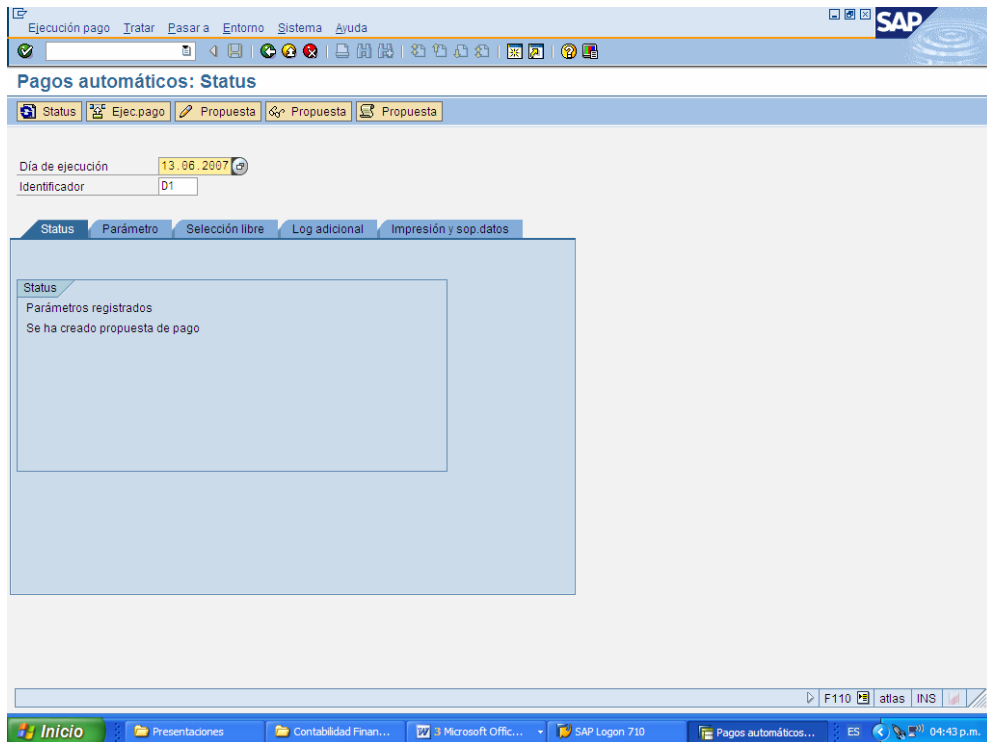 Ejecución pago Tratar Pasar a Entorno Sistema Ayuda
SAP
Pagos automáticos: Status
Status Ejec.pago Propuesta Propuesta Propuesta
Día de ejecución 13.06.2007
Identificador D1
Status Parámetro Selección libre Log adicional Impresión y sop.datos
Status
Parámetros registrados
Se ha creado propuesta de pago
F110 atlas INS
Inicio Presentaciones Contabilidad Finan... 3 Microsoft Offic... SAP Logon 710 Pagos automáticos... ES 04:43 p.m.